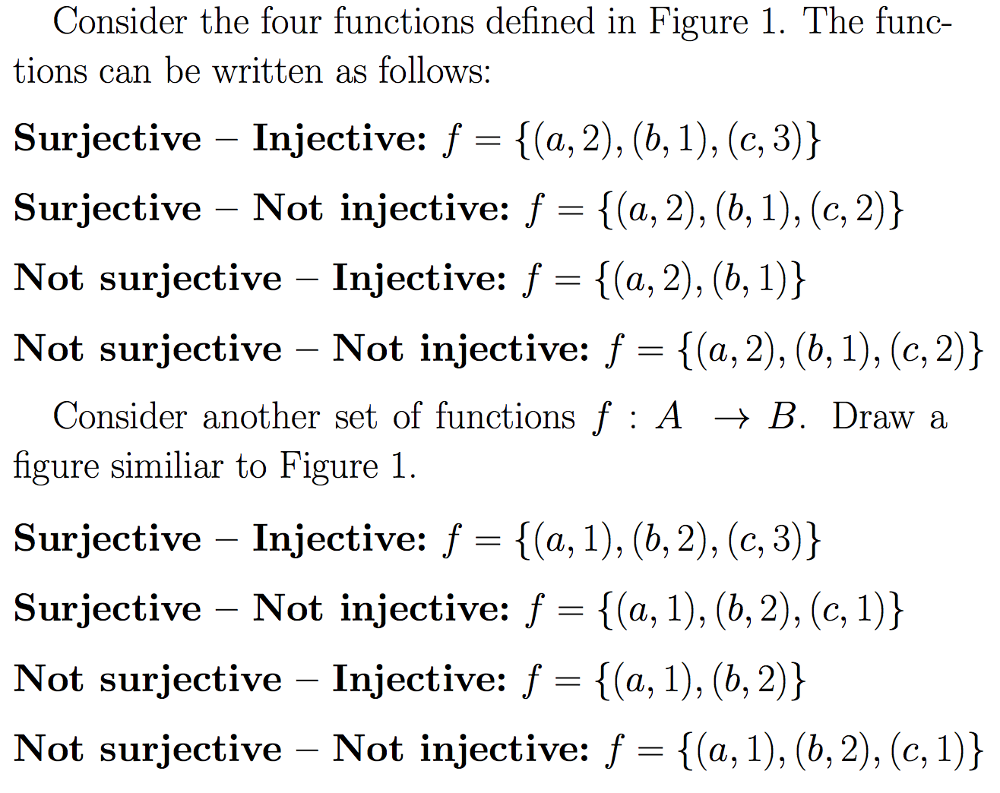 Consider the four functions defined in Figure 1. The func-
tions can be written as follows:
Surjective – Injective: f = {(a, 2), (b, 1), (c, 3)}
Surjective – Not injective: f = {(a, 2), (b, 1), (c, 2)}
Not surjective – Injective: f = {(a, 2), (b, 1)}
Not surjective – Not injective: f = {(a, 2), (b, 1), (c, 2)}
Consider another set of functions f : A → B. Draw a
figure similiar to Figure 1.
Surjective – Injective: f = {(a, 1), (b, 2), (c, 3)}
Surjective – Not injective: f = {(a, 1), (b, 2), (c, 1)}
Not surjective – Injective: f = {(a, 1), (b, 2)}
Not surjective – Not injective: f = {(a, 1), (b, 2), (c, 1)}